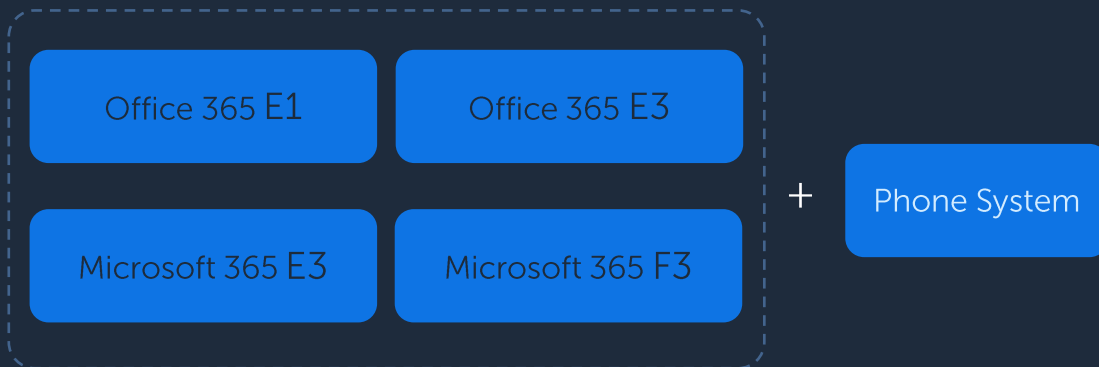 Office 365 E1
Office 365 E3
+
Phone System
Microsoft 365 E3
Microsoft 365 F3